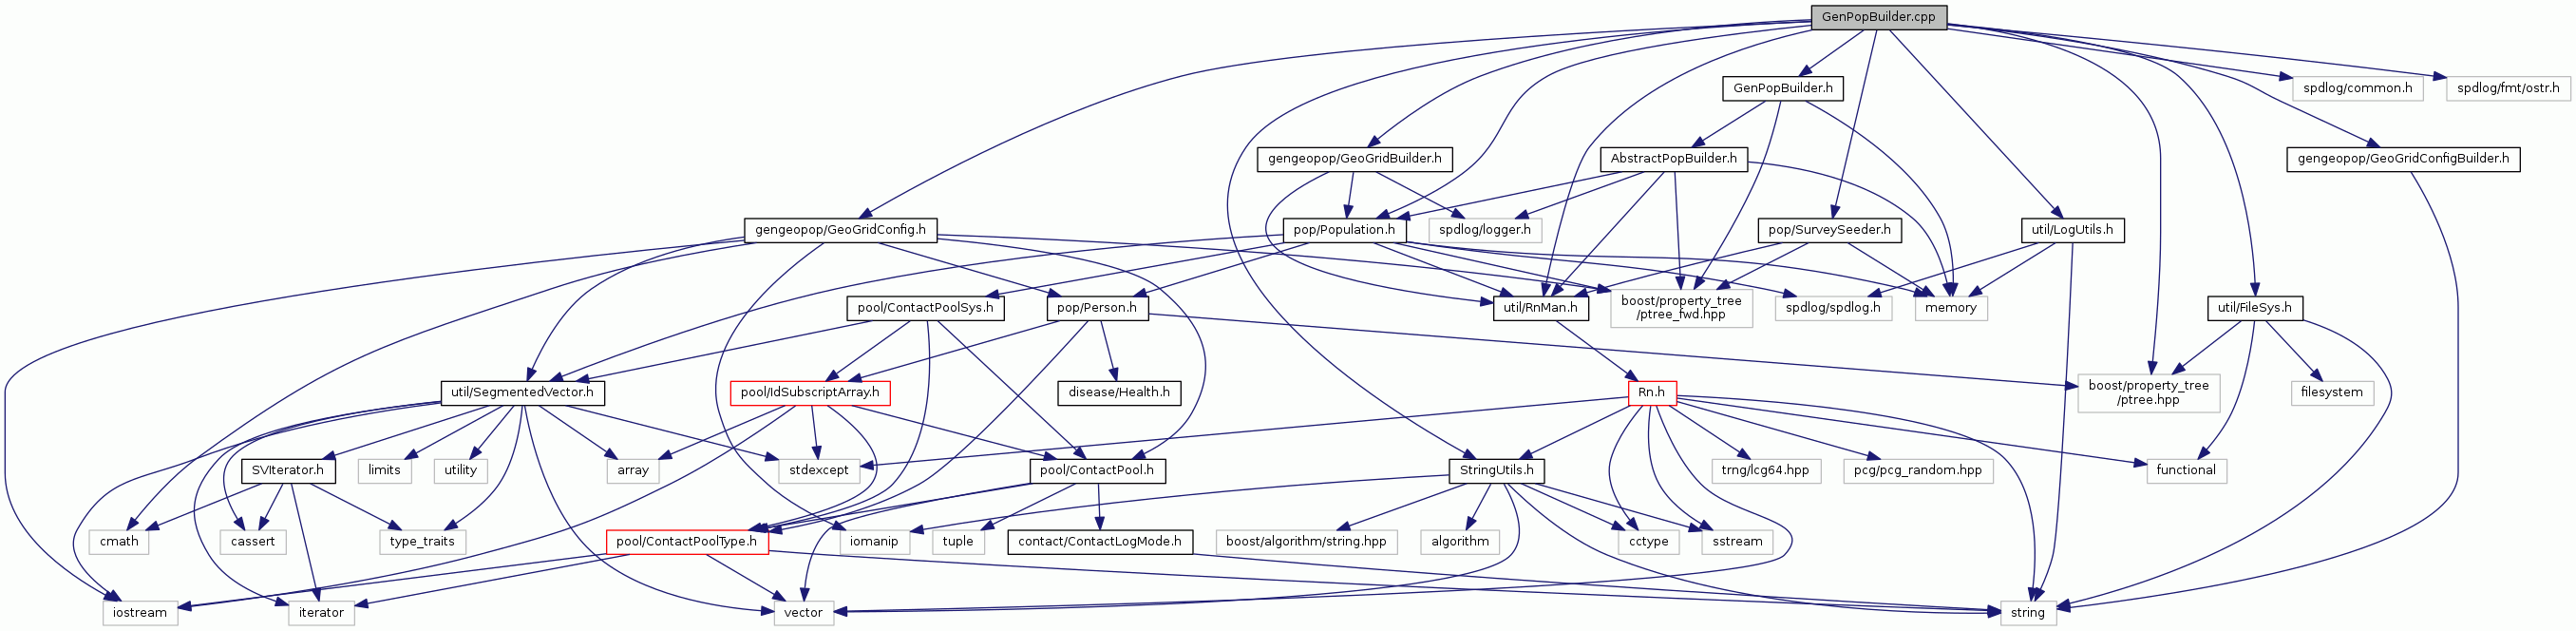 GenPopBuilder.cpp
GenPopBuilder.h
spdlog/common.h
spdlog/fmt/ostr.h
gengeopop/GeoGridBuilder.h
AbstractPopBuilder.h
gengeopop/GeoGridConfigBuilder.h
gengeopop/GeoGridConfig.h
pop/Population.h
spdlog/logger.h
pop/SurveySeeder.h
util/LogUtils.h
pool/ContactPoolSys.h
pop/Person.h
util/RnMan.h
boost/property_tree
/ptree_fwd.hpp
spdlog/spdlog.h
memory
util/FileSys.h
util/SegmentedVector.h
pool/IdSubscriptArray.h
disease/Health.h
Rn.h
boost/property_tree
/ptree.hpp
filesystem
SVIterator.h
limits
utility
array
stdexcept
pool/ContactPool.h
StringUtils.h
trng/lcg64.hpp
pcg/pcg_random.hpp
functional
cmath
cassert
type_traits
pool/ContactPoolType.h
iomanip
tuple
contact/ContactLogMode.h
boost/algorithm/string.hpp
algorithm
cctype
sstream
iostream
iterator
vector
string